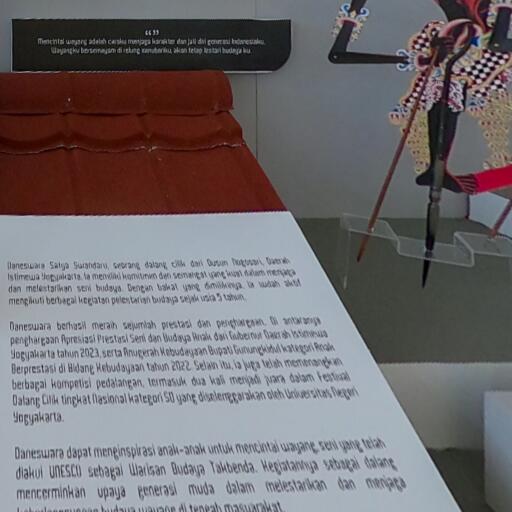 “ ”
Mencintai wayang adalah caraku menjaga karakter dan jati diri generasi Indonesiaku,
Wayangku bersemayam di relung sanubariku, akan tetap lestari budaya ku.
Daneswara Satya Swandaru, seorang dalang cilik dari Dusun Nogosari, Daerah
Istimewa Yogyakarta. Ia memiliki komitmen dan semangat yang kuat dalam menjaga
dan melestarikan seni budaya. Dengan bakat yang dimilikinya, ia sudah aktif
mengikuti berbagai kegiatan pelestarian budaya sejak usia 5 tahun.
Daneswara berhasil meraih sejumlah prestasi dan penghargaan. Di antaranya
penghargaan Apresiasi Prestasi Seni dan Budaya Anak dari Gubernur Daerah Istimewa
Yogyakarta tahun 2023, serta Anugerah Kebudayaan Bupati Gunungkidul kategori Anak
Berprestasi di Bidang Kebudayaan tahun 2022. Selain itu, ia juga telah memenangkan
berbagai kompetisi pedalangan, termasuk dua kali menjadi juara dalam Festival
Dalang Cilik tingkat Nasional kategori SD yang diselenggarakan oleh Universitas Negeri
Yogyakarta.
Daneswara dapat menginspirasi anak-anak untuk mencintai wayang, seni yang telah
diakui UNESCO sebagai Warisan Budaya Takbenda. Kegiatannya sebagai dalang
mencerminkan upaya generasi muda dalam melestarikan dan menjaga
keberlangsungan budaya wayang di tengah masyarakat.